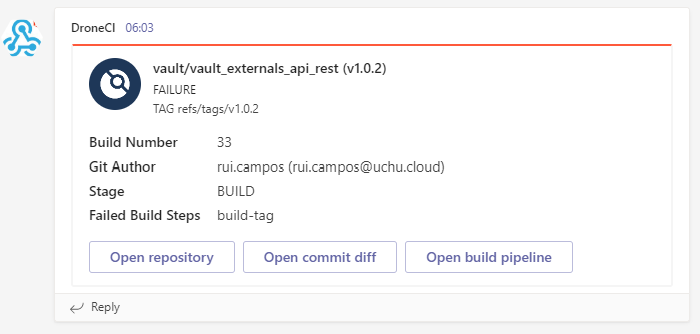 DroneCI 06:03
vault/vault_externals_api_rest (v1.0.2)
FAILURE
TAG refs/tags/v1.0.2
Build Number 33
Git Author rui.campos (rui.campos@uchu.cloud)
Stage BUILD
Failed Build Steps build-tag
Open repository Open commit diff Open build pipeline
Reply